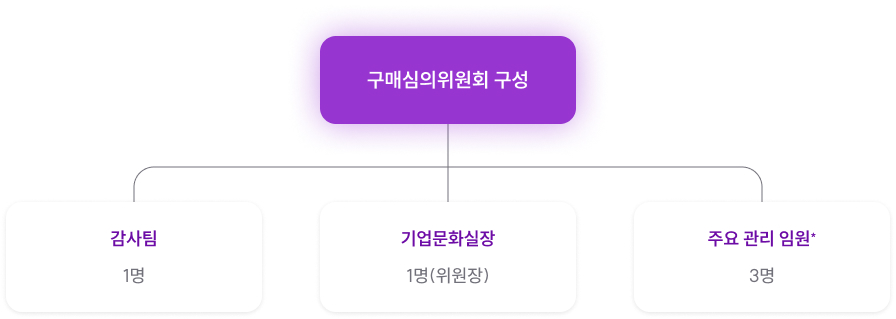 구매심의위원회 구성
감사팀
1명
기업문화실장
1명(위원장)
주요 관리 임원*
3명